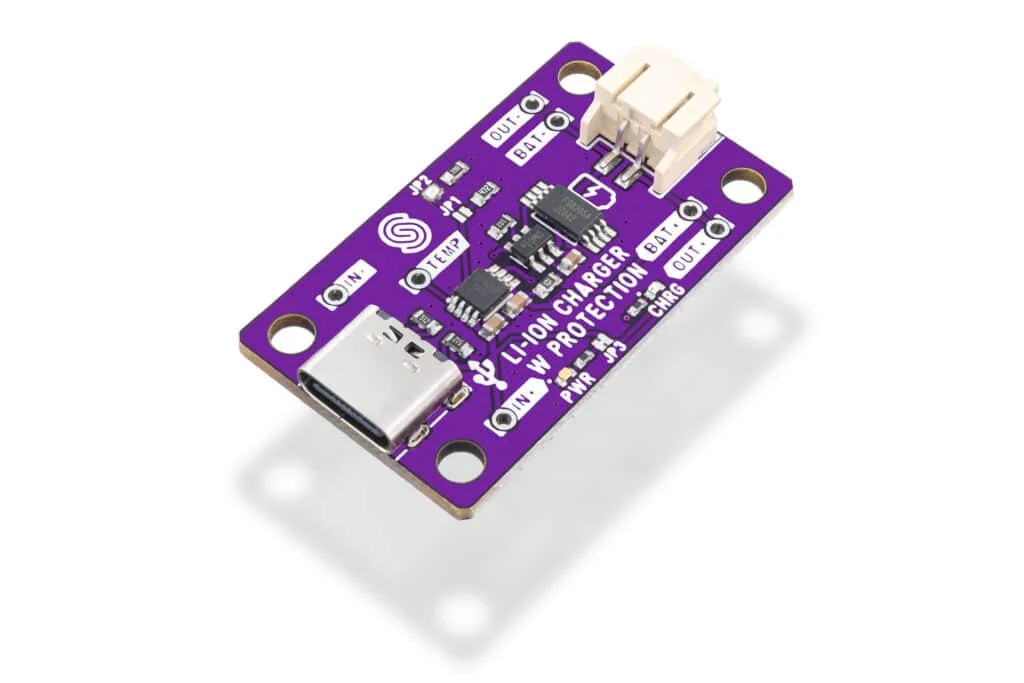 OUT-
BAT-
JP2
JP1
TEMP
IN-
BAT+
OUT+
LI-ION CHARGER
W PROTECTION
CHRG
JP3
PWR
IN+